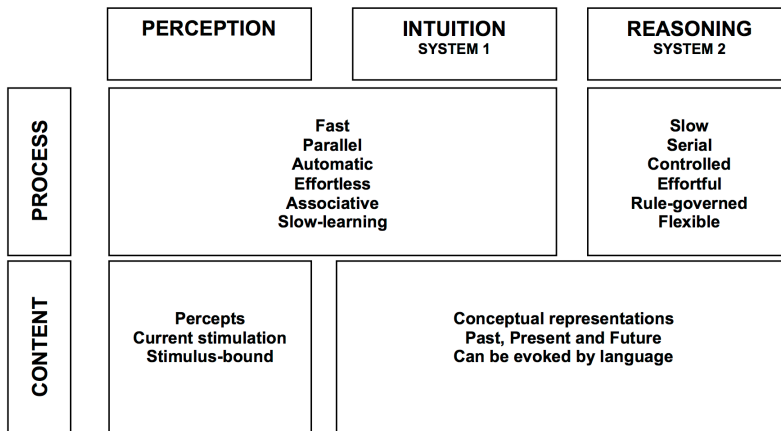 PERCEPTION
INTUITION
SYSTEM 1
REASONING
SYSTEM 2
PROCESS
Fast
Parallel
Automatic
Effortless
Associative
Slow-learning
Slow
Serial
Controlled
Effortful
Rule-governed
Flexible
CONTENT
Percepts
Current stimulation
Stimulus-bound
Conceptual representations
Past, Present and Future
Can be evoked by language